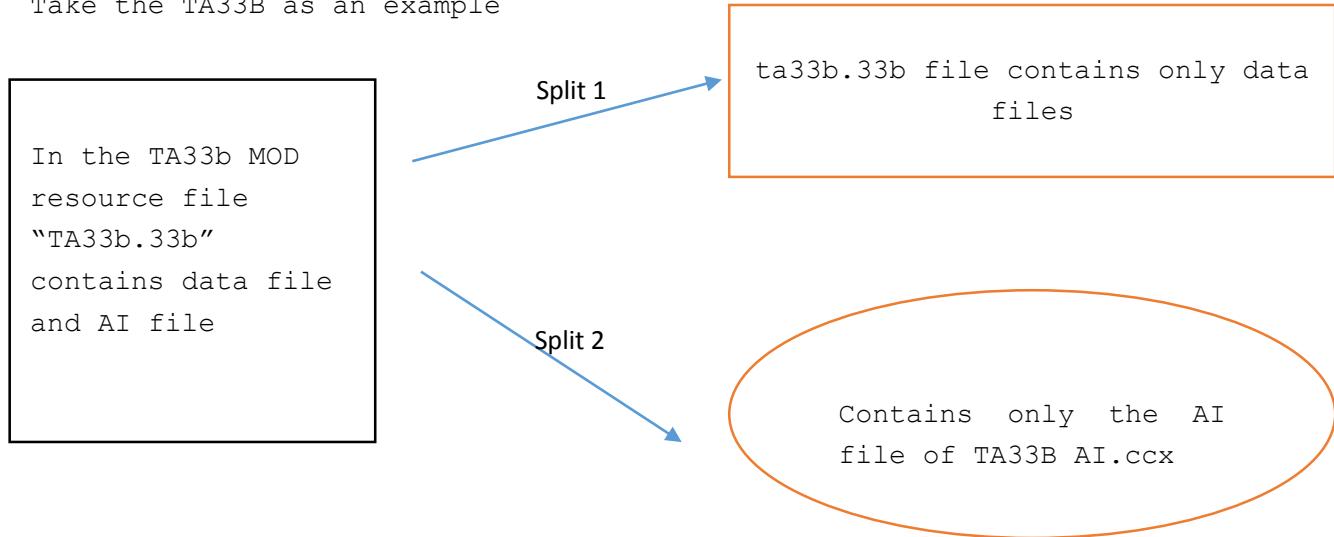 Take the TA33B as an example
Split 1
ta33b.33b file contains only data
files
In the TA33b MOD
resource file
“TA33b.33b”
contains data file
and AI file
Split 2
Contains only the AI
file of TA33B AI.ccx